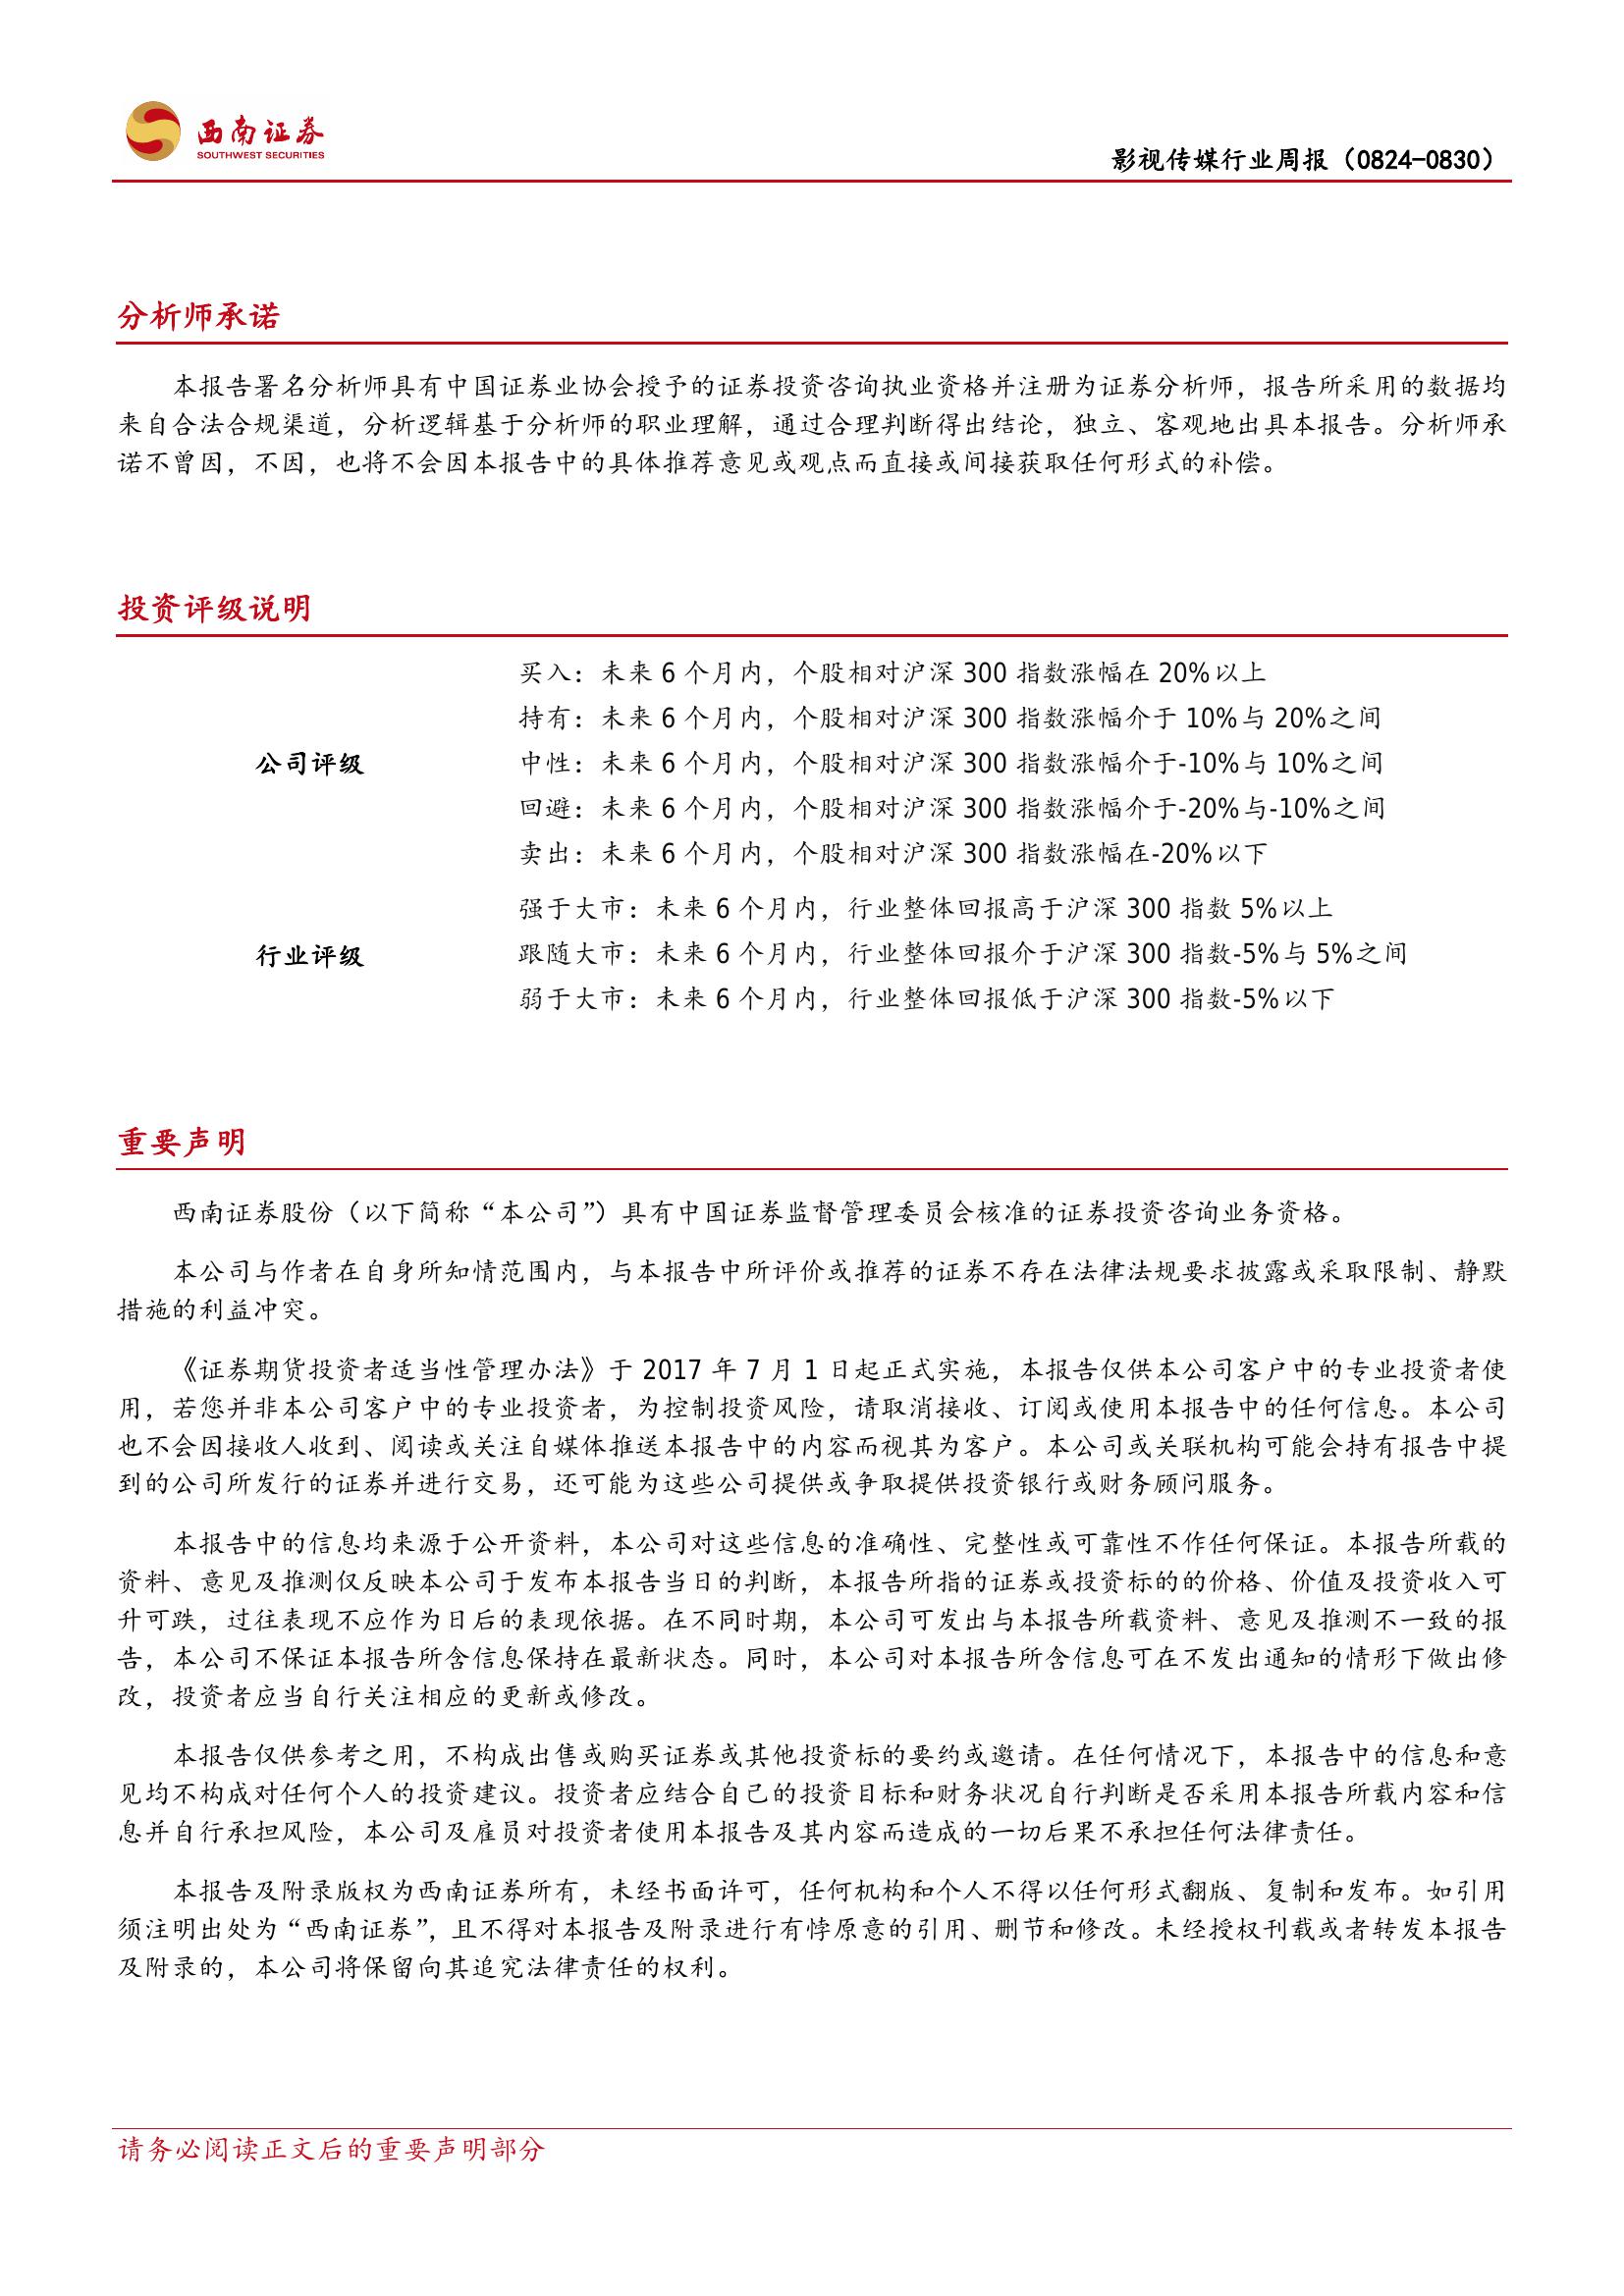 西南证券
SOUTHWEST SECURITIES
影视传媒行业周报（0824-0830）
分析师承诺
本报告署名分析师具有中国证券业协会授予的证券投资咨询执业资格并注册为证券分析师，报告所采用的数据均
来自合法合规渠道，分析逻辑基于分析师的职业理解，通过合理判断得出结论，独立、客观地出具本报告。分析师承
诺不曾因，不因，也将不会因本报告中的具体推荐意见或观点而直接或间接获取任何形式的补偿。
投资评级说明
公司评级
买入：未来 6 个月内，个股相对沪深 300 指数涨幅在 20%以上
持有：未来 6 个月内，个股相对沪深 300 指数涨幅介于 10%与 20%之间
中性：未来 6 个月内，个股相对沪深 300 指数涨幅介于-10%与 10%之间
回避：未来 6 个月内，个股相对沪深 300 指数涨幅介于-20%与-10%之间
卖出：未来 6 个月内，个股相对沪深 300 指数涨幅在-20%以下
行业评级
强于大市：未来 6 个月内，行业整体回报高于沪深 300 指数 5%以上
跟随大市：未来 6 个月内，行业整体回报介于沪深 300 指数-5%与 5%之间
弱于大市：未来 6 个月内，行业整体回报低于沪深 300 指数-5%以下
重要声明
西南证券股份（以下简称“本公司”）具有中国证券监督管理委员会核准的证券投资咨询业务资格。
本公司与作者在自身所知情范围内，与本报告中所评价或推荐的证券不存在法律法规要求披露或采取限制、静默
措施的利益冲突。
《证券期货投资者适当性管理办法》于 2017 年 7 月 1 日起正式实施，本报告仅供本公司客户中的专业投资者使
用，若您并非本公司客户中的专业投资者，为控制投资风险，请取消接收、订阅或使用本报告中的任何信息。本公司
也不会因接收人收到、阅读或关注自媒体推送本报告中的内容而视其为客户。本公司或关联机构可能会持有报告中提
到的公司所发行的证券并进行交易，还可能为这些公司提供或争取提供投资银行或财务顾问服务。
本报告中的信息均来源于公开资料，本公司对这些信息的准确性、完整性或可靠性不作任何保证。本报告所载的
资料、意见及推测仅反映本公司于发布本报告当日的判断，本报告所指的证券或投资标的的价格、价值及投资收入可
升可跌，过往表现不应作为日后的表现依据。在不同时期，本公司可发出与本报告所载资料、意见及推测不一致的报
告，本公司不保证本报告所含信息保持在最新状态。同时，本公司对本报告所含信息可在不发出通知的情形下做出修
改，投资者应当自行关注相应的更新或修改。
本报告仅供参考之用，不构成出售或购买证券或其他投资标的要约或邀请。在任何情况下，本报告中的信息和意
见均不构成对任何个人的投资建议。投资者应结合自己的投资目标和财务状况自行判断是否采用本报告所载内容和信
息并自行承担风险，本公司及雇员对投资者使用本报告及其内容而造成的一切后果不承担任何法律责任。
本报告及附录版权为西南证券所有，未经书面许可，任何机构和个人不得以任何形式翻版、复制和发布。如引用
须注明出处为“西南证券”，且不得对本报告及附录进行有悖原意的引用、删节和修改。未经授权刊载或者转发本报告
及附录的，本公司将保留向其追究法律责任的权利。
请务必阅读正文后的重要声明部分